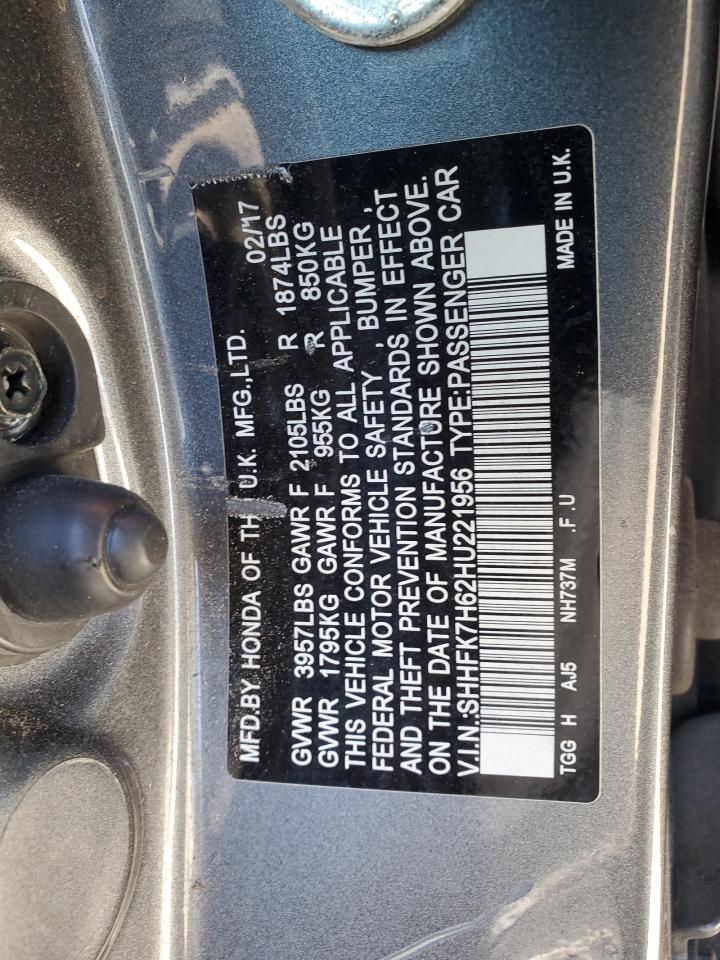 MFD.BY HONDA OF TH U.K. MFG.,LTD. 02/17
GVWR 3957LBS GAWR F 2105LBS R 1874LBS
GVWR 1795KG GAWR F 955KG R 850KG
THIS VEHICLE CONFORMS TO ALL APPLICABLE
FEDERAL MOTOR VEHICLE SAFETY , BUMPER ,
AND THEFT PREVENTION STANDARDS, IN EFFECT
ON THE DATE OF MANUFACTURE SHOWN ABOVE.
V.I.N.:SHHFK7H62HU221956 TYPE:PASSENGER CAR
TGG H AJ5 NH737M .F.U MADE IN U.K.